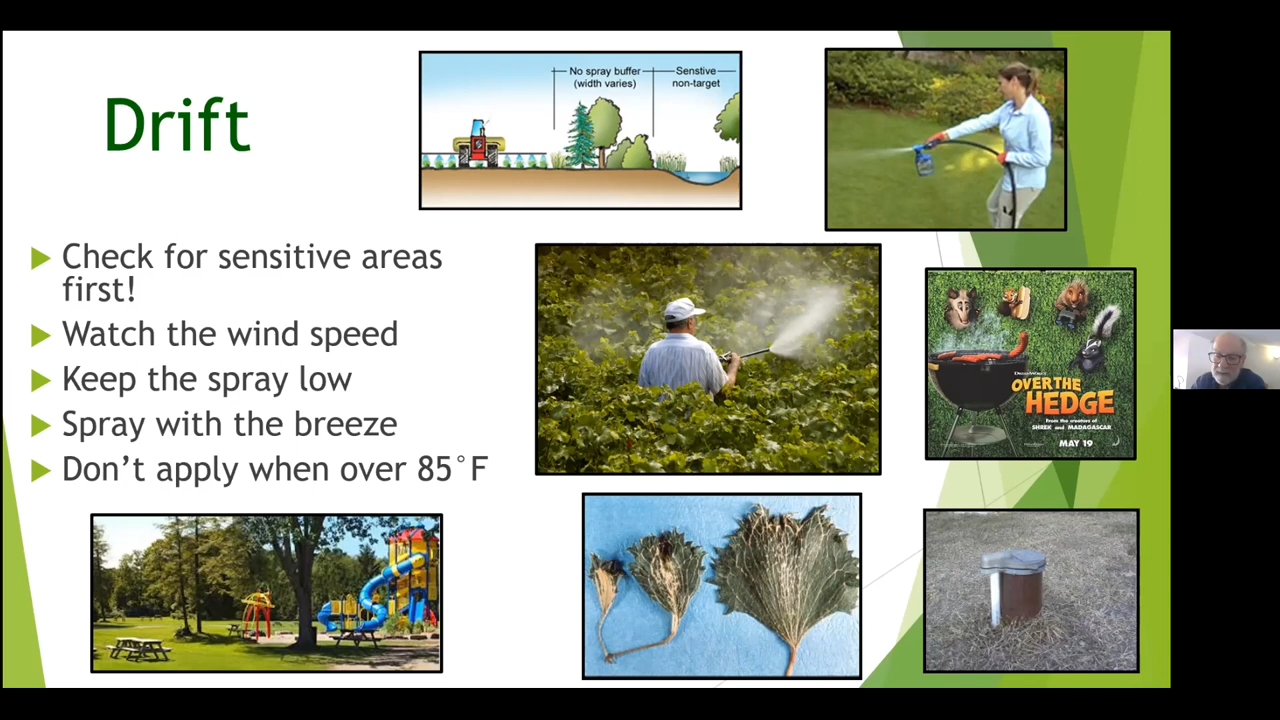 Drift
Check for sensitive areas
first!
Watch the wind speed
Keep the spray low
Spray with the breeze
Don't apply when over 85°F
No spray buffer
(width varies)
Senstive
non-target
OVER THE
HEDGE
From the creators of
SHREK and MADAGASCAR
MAY 19